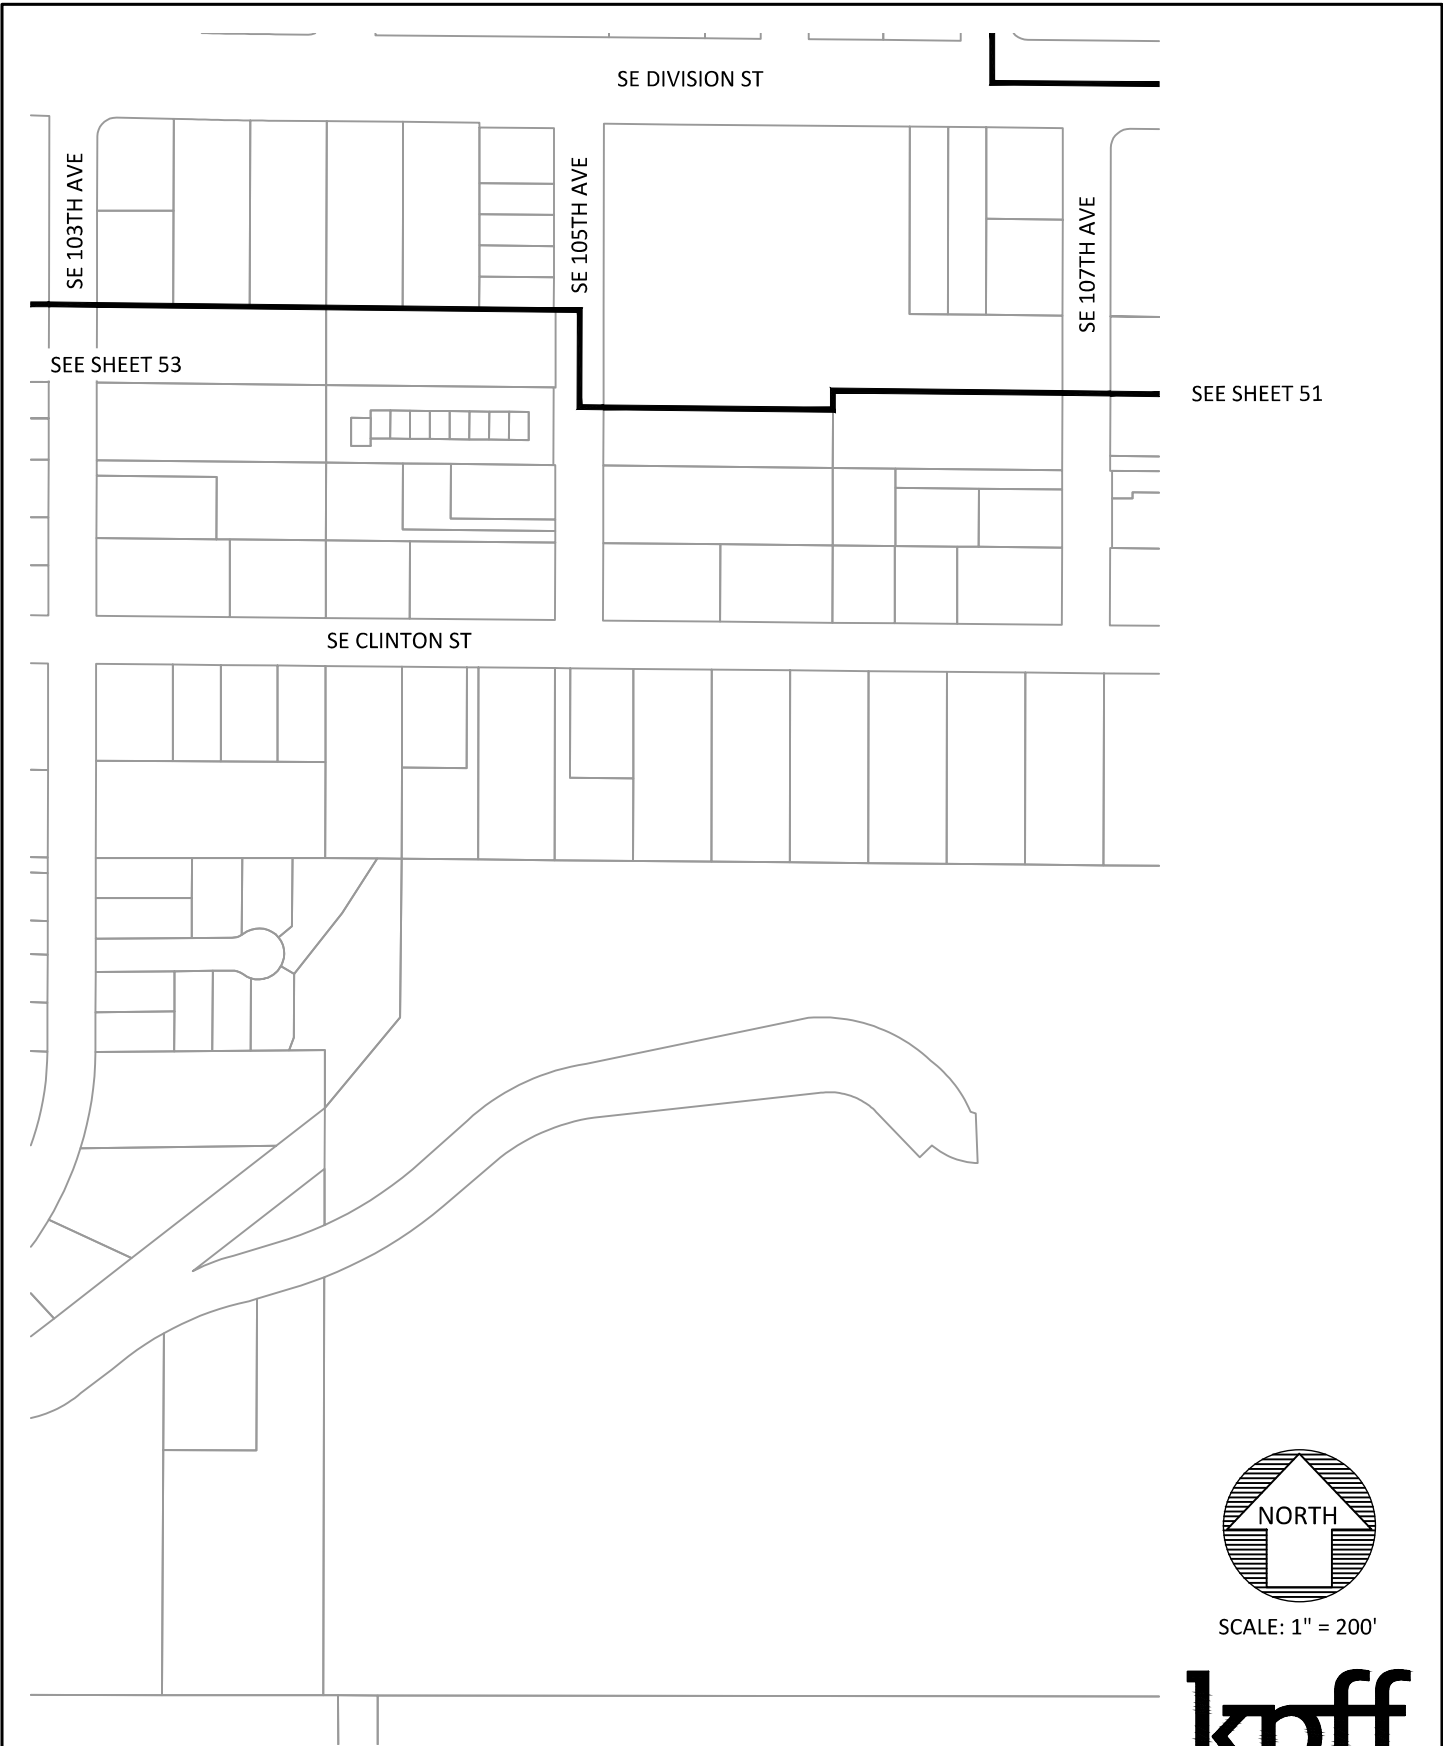 SE DIVISION ST
SE 103TH AVE
SE 105TH AVE
SE 107TH AVE
SEE SHEET 53
SEE SHEET 51
SE CLINTON ST
NORTH
SCALE: 1" = 200'
kpff